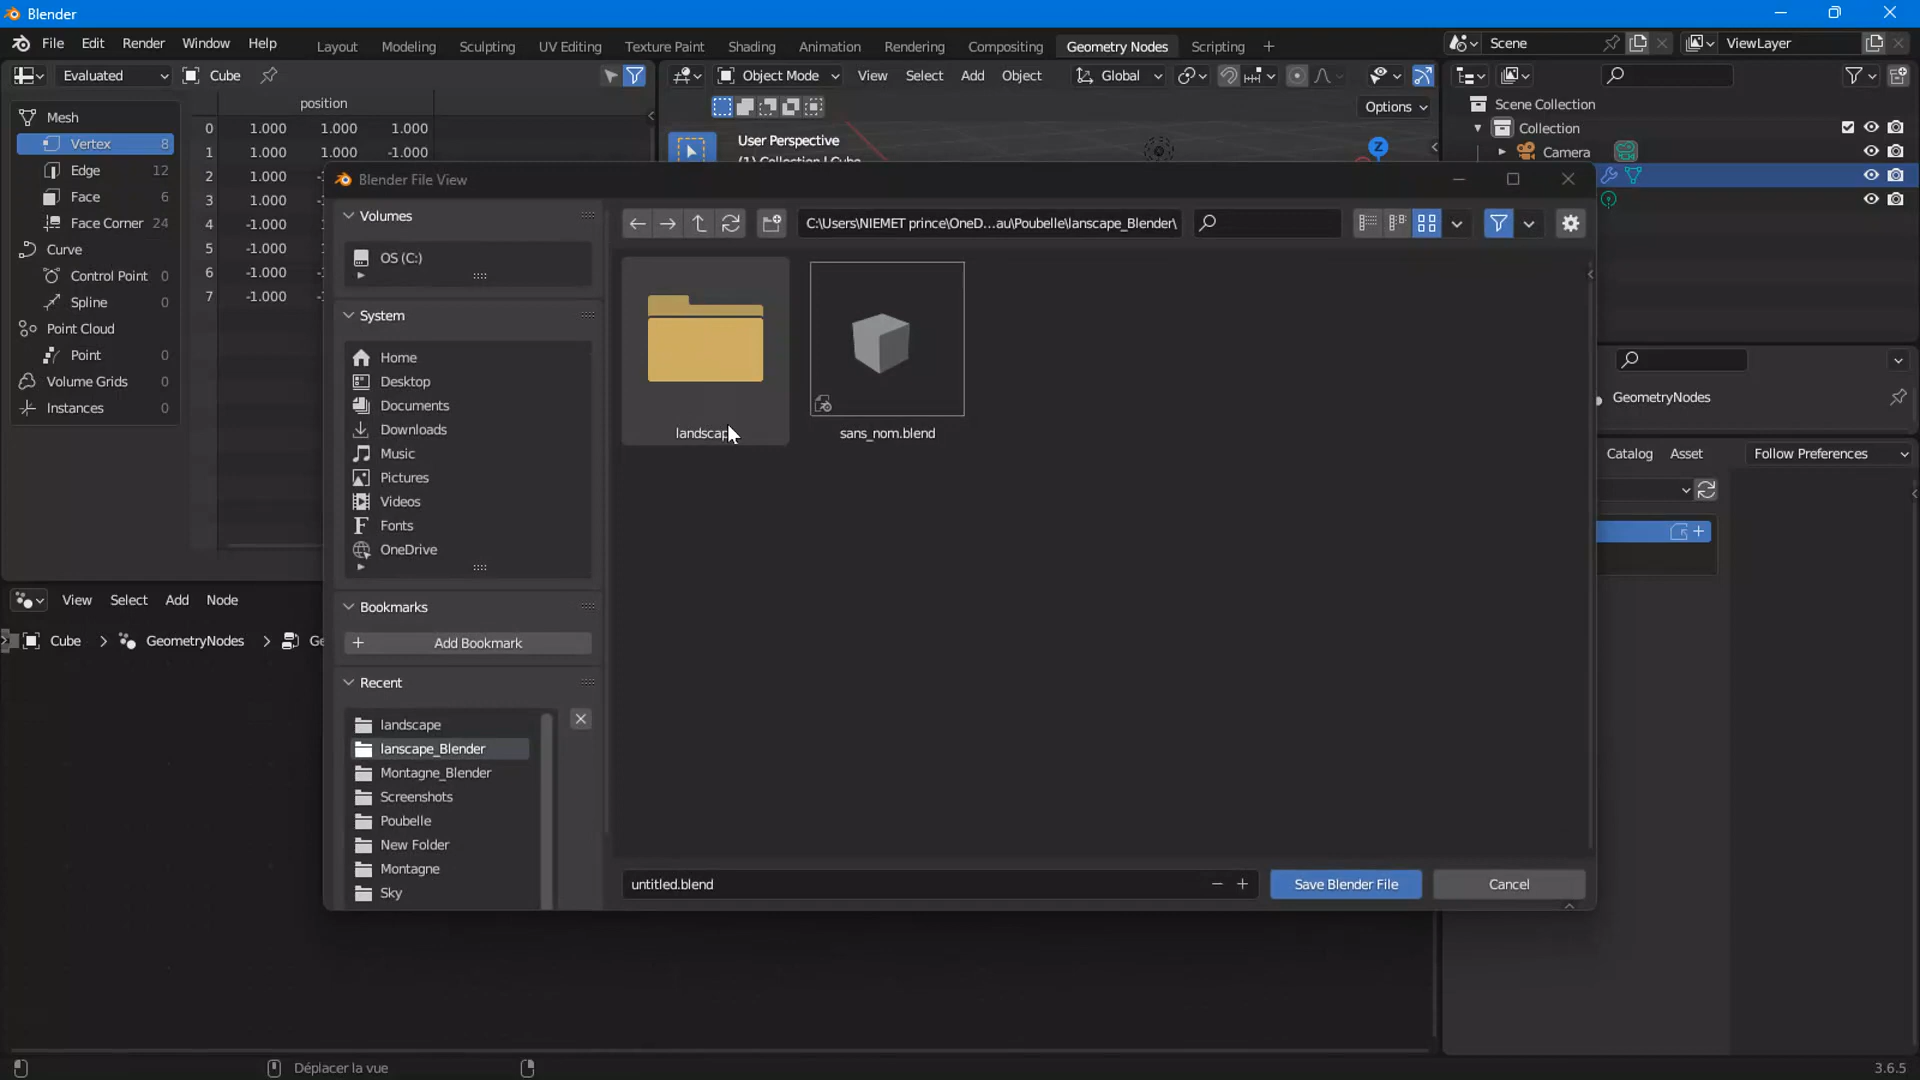 Blender
File Edit Render Window Help Layout Modeling Sculpting UV Editing Texture Paint Shading Animation Rendering Compositing Geometry Nodes Scripting + Scene ViewLayer
Evaluated Cube Object Mode View Select Add Object Global
Options
position
Mesh
Vertex 8
Edge 12
Face 6
Face Corner 24
Curve
Control Point 0
Spline 0
Point Cloud
Point 0
Volume Grids 0
Instances 0
0 1.000 1.000 1.000
1 1.000 1.000 -1.000
2 1.000
3 1.000
4 -1.000
5 -1.000
6 -1.000
7 -1.000
User Perspective
(1) Collection | Cube
Z
Scene Collection
Collection
Camera
Blender File View
Volumes
OS (C:)
System
Home
Desktop
Documents
Downloads
Music
Pictures
Videos
Fonts
OneDrive
Bookmarks
Add Bookmark
Recent
landscape
lanscape_Blender
Montagne_Blender
Screenshots
Poubelle
New Folder
Montagne
Sky
C:\Users\NIEMET prince\OneD...au\Poubelle\lanscape_Blender\
sans_nom.blend
untitled.blend
Save Blender File
Cancel
GeometryNodes
Catalog Asset Follow Preferences
View Select Add Node
Cube > GeometryNodes >
Déplacer la vue
3.6.5